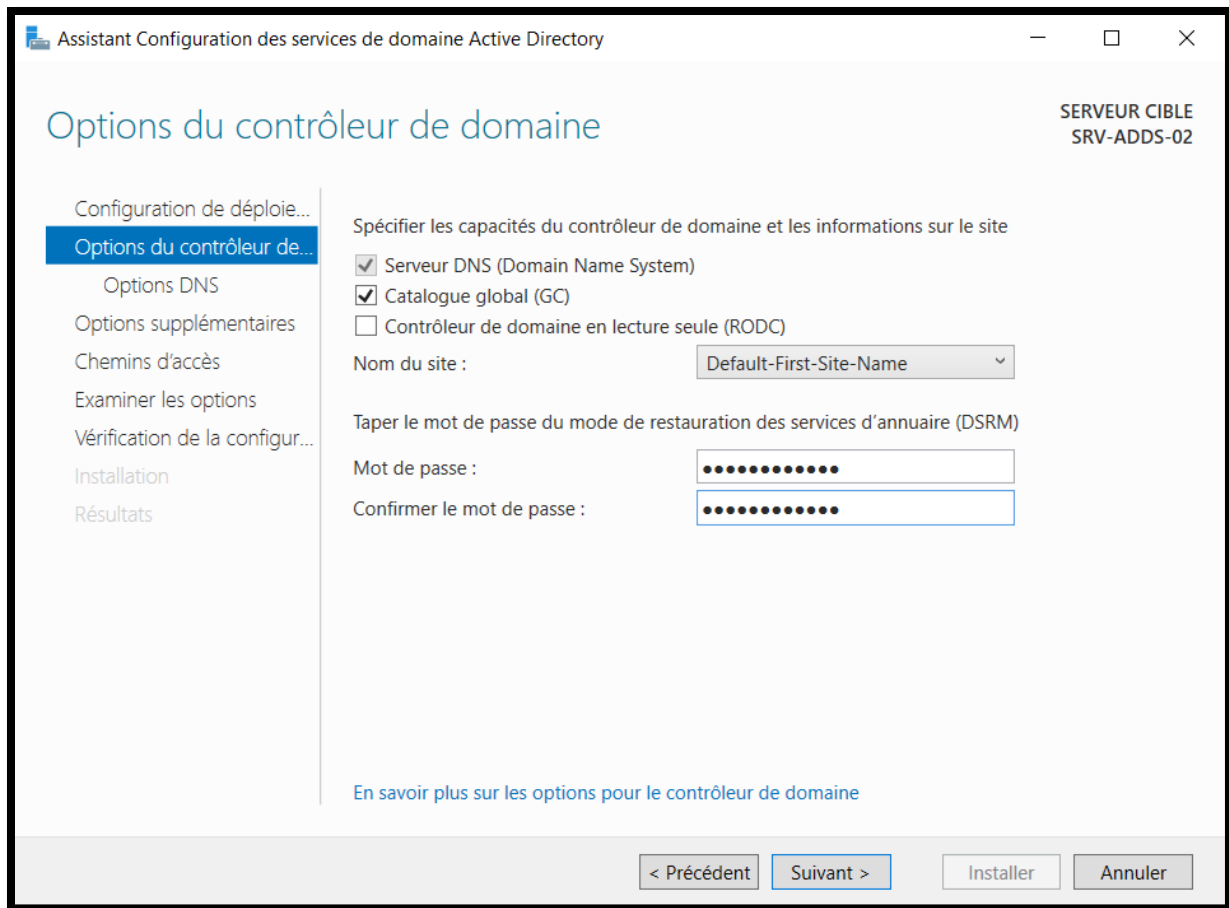 Assistant Configuration des services de domaine Active Directory
Options du contrôleur de domaine
SERVEUR CIBLE
SRV-ADDS-02
Configuration de déploie...
Options du contrôleur de...
Options DNS
Options supplémentaires
Chemins d'accès
Examiner les options
Vérification de la configur...
Installation
Résultats
Spécifier les capacités du contrôleur de domaine et les informations sur le site
Serveur DNS (Domain Name System)
Catalogue global (GC)
Contrôleur de domaine en lecture seule (RODC)
Nom du site : Default-First-Site-Name
Taper le mot de passe du mode de restauration des services d'annuaire (DSRM)
Mot de passe : ●●●●●●●●●●●●
Confirmer le mot de passe : ●●●●●●●●●●●●
En savoir plus sur les options pour le contrôleur de domaine
< Précédent Suivant > Installer Annuler